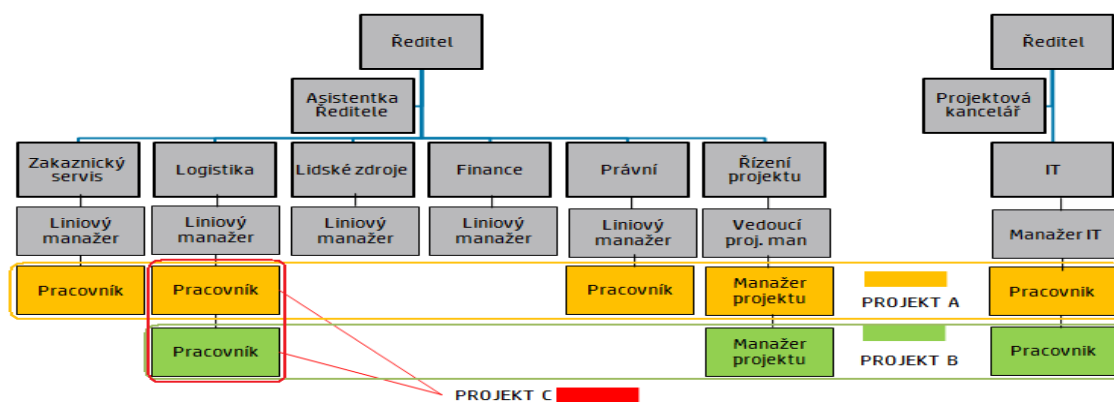 Ředitel
Ředitel
Asistentka
Ředitele
Projektová
kancelář
Zakaznický
servis
Logistika
Lidské zdroje
Finance
Právní
Řízení
projektu
IT
Liniový
manažer
Liniový
manažer
Liniový
manažer
Liniový
manažer
Liniový
manažer
Vedoucí
proj. man
Manažer IT
Pracovník
Pracovník
Pracovník
Manažer
projektu
PROJEKT A
Pracovnik
Pracovník
Manažer
projektu
PROJEKT B
Pracovnik
PROJEKT C